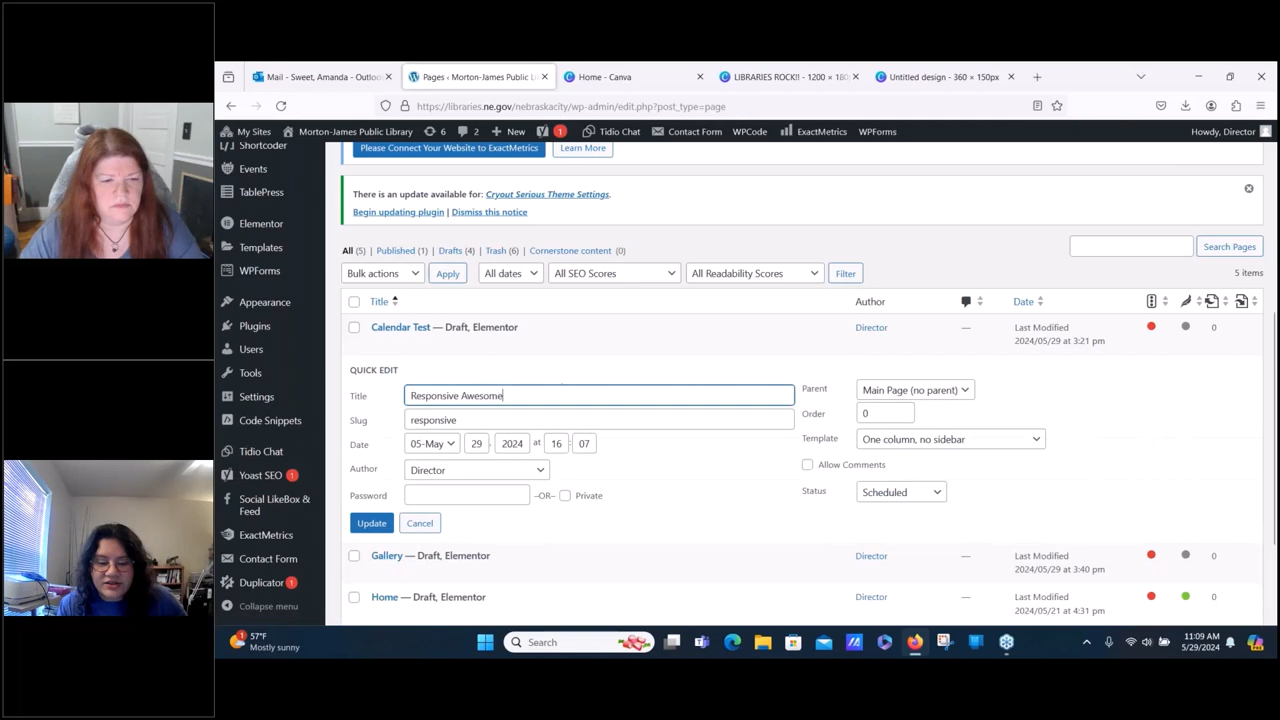 Mail - Sweet, Amanda - Outloo
Pages ‹ Morton-James Public Li
Home - Canva
LIBRARIES ROCK!! - 1200 × 180
Untitled design - 360 × 150px
https://libraries.ne.gov/nebraskacity/wp-admin/edit.php?post_type=page
My Sites
Morton-James Public Library
6
2
New
1
Tidio Chat
Contact Form
WPCode
ExactMetrics
WPForms
Howdy, Director
Shortcoder
Events
TablePress
Elementor
Templates
WPForms
Appearance
Plugins
Users
Tools
Settings
Code Snippets
Tidio Chat
Yoast SEO 1
Social LikeBox & Feed
ExactMetrics
Contact Form
Duplicator 1
Collapse menu
Please Connect Your Website to ExactMetrics
Learn More
There is an update available for: Cryout Serious Theme Settings.
Begin updating plugin | Dismiss this notice
All (5) | Published (1) | Drafts (4) | Trash (6) | Cornerstone content (0)
Search Pages
Bulk actions
Apply
All dates
All SEO Scores
All Readability Scores
Filter
5 items
Title
Author
Date
Calendar Test — Draft, Elementor
Director
—
Last Modified
2024/05/29 at 3:21 pm
0
QUICK EDIT
Title
Responsive Awesome
Slug
responsive
Date
05-May
29
,
2024
at
16
:
07
Author
Director
Password
–OR–
Private
Parent
Main Page (no parent)
Order
0
Template
One column, no sidebar
Allow Comments
Status
Scheduled
Update
Cancel
Gallery — Draft, Elementor
Director
—
Last Modified
2024/05/29 at 3:40 pm
0
Home — Draft, Elementor
Director
—
Last Modified
2024/05/21 at 4:31 pm
0
1
57°F
Mostly sunny
Search
11:09 AM
5/29/2024